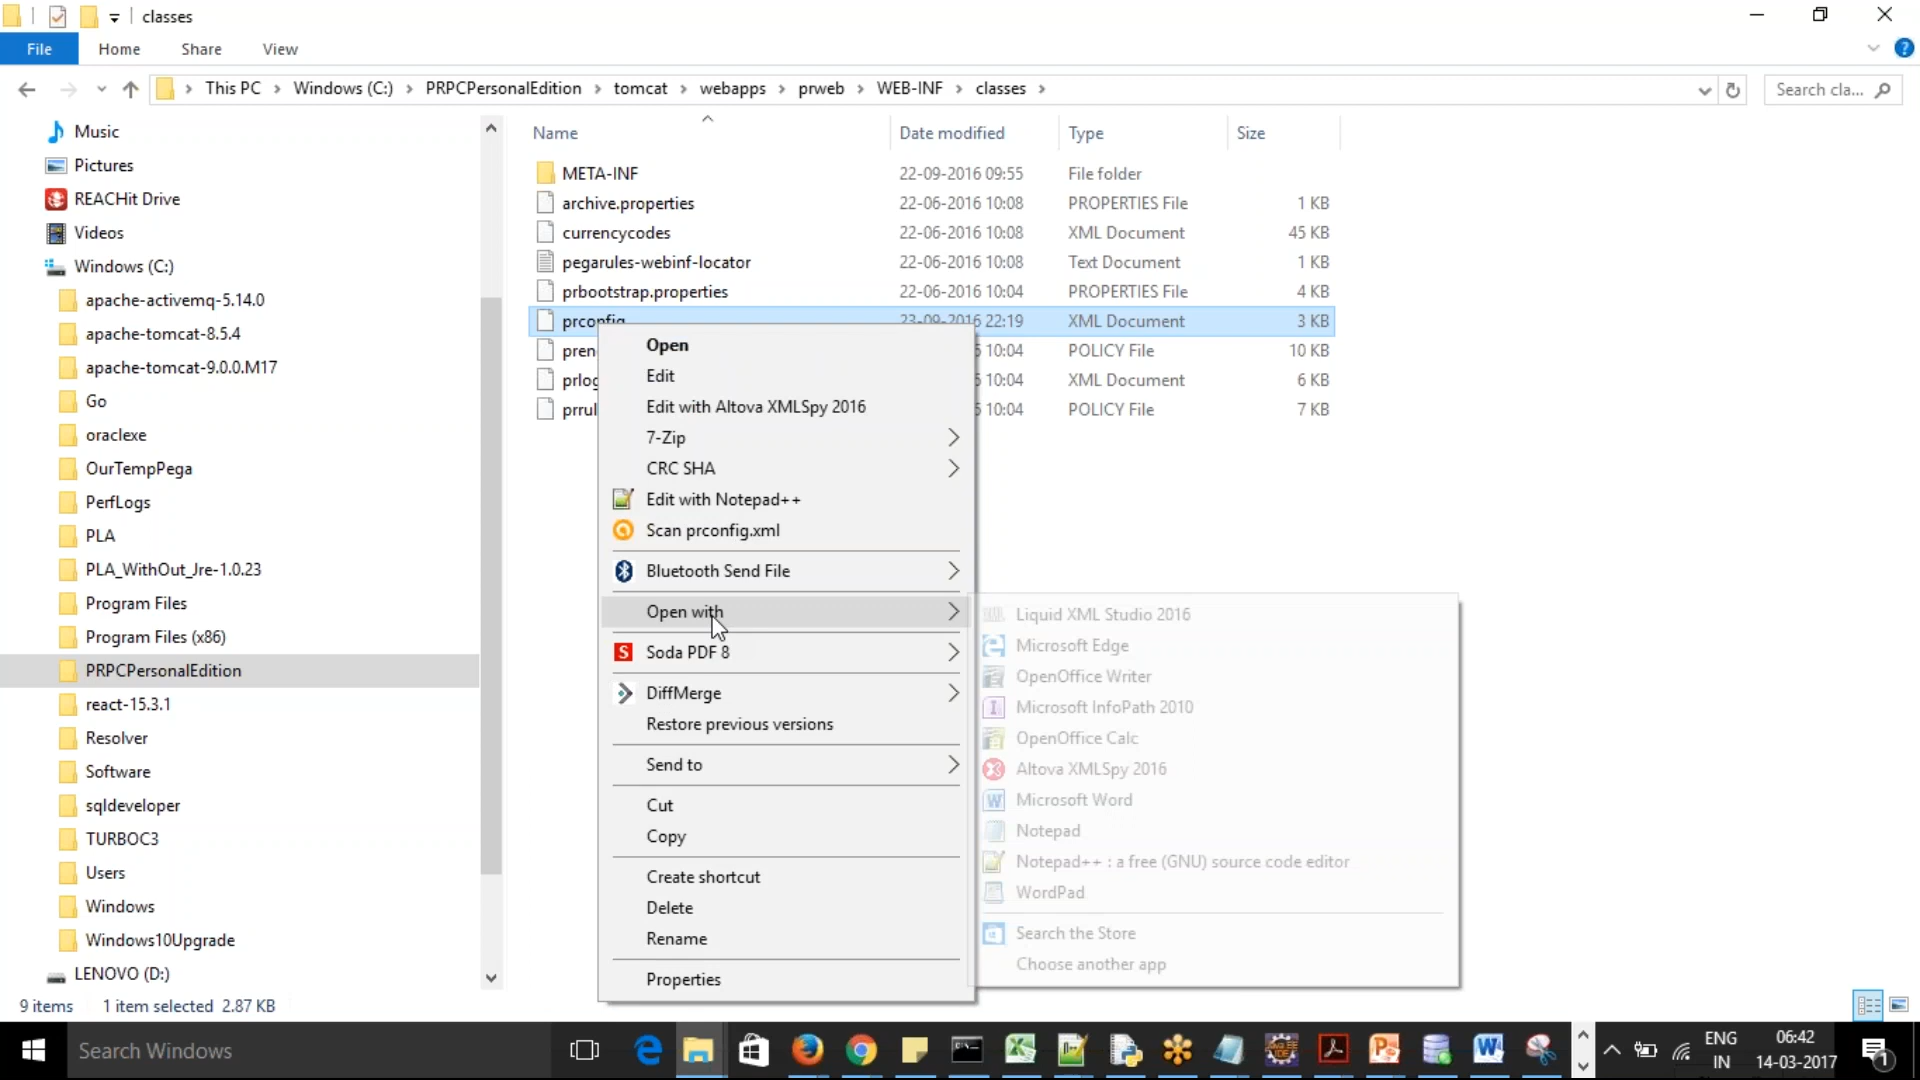 classes
File Home Share View
This PC Windows (C:) PRPCPersonalEdition tomcat webapps prweb WEB-INF classes
Search cla...
Music
Pictures
REACHit Drive
Videos
Windows (C:)
apache-activemq-5.14.0
apache-tomcat-8.5.4
apache-tomcat-9.0.0.M17
Go
oraclexe
OurTempPega
PerfLogs
PLA
PLA_WithOut_Jre-1.0.23
Program Files
Program Files (x86)
PRPCPersonalEdition
react-15.3.1
Resolver
Software
sqldeveloper
TURBOC3
Users
Windows
Windows10Upgrade
LENOVO (D:)
Name Date modified Type Size
META-INF 22-09-2016 09:55 File folder
archive.properties 22-06-2016 10:08 PROPERTIES File 1 KB
currencycodes 22-06-2016 10:08 XML Document 45 KB
pegarules-webinf-locator 22-06-2016 10:08 Text Document 1 KB
prbootstrap.properties 22-06-2016 10:04 PROPERTIES File 4 KB
prconfig 23-09-2016 22:19 XML Document 3 KB
10:04 POLICY File 10 KB
10:04 XML Document 6 KB
10:04 POLICY File 7 KB
Open
Edit
Edit with Altova XMLSpy 2016
7-Zip
CRC SHA
Edit with Notepad++
Scan prconfig.xml
Bluetooth Send File
Open with
Soda PDF 8
DiffMerge
Restore previous versions
Send to
Cut
Copy
Create shortcut
Delete
Rename
Properties
Liquid XML Studio 2016
Microsoft Edge
OpenOffice Writer
Microsoft InfoPath 2010
OpenOffice Calc
Altova XMLSpy 2016
Microsoft Word
Notepad
Notepad++ : a free (GNU) source code editor
WordPad
Search the Store
Choose another app
9 items 1 item selected 2.87 KB
Search Windows
ENG
IN
06:42
14-03-2017
1